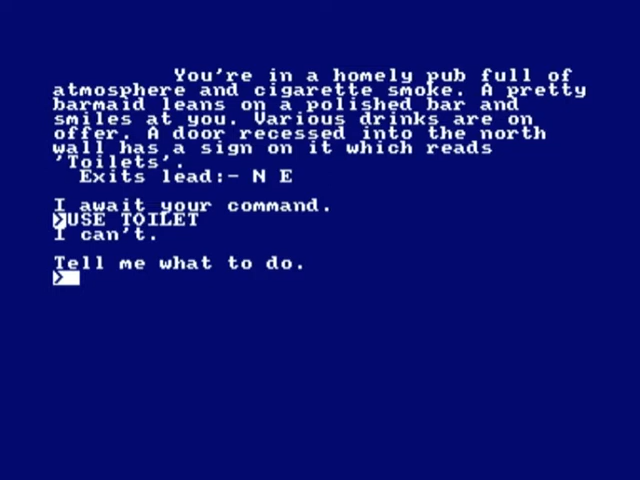 You're in a homely pub full of
atmosphere and cigarette smoke. A pretty
barmaid leans on a polished bar and
smiles at you. Various drinks are on
offer. A door recessed into the north
wall has a sign on it which reads
'Toilets'.
Exits lead:- N E
I await your command.
>USE TOILET
I can't.
Tell me what to do.
>